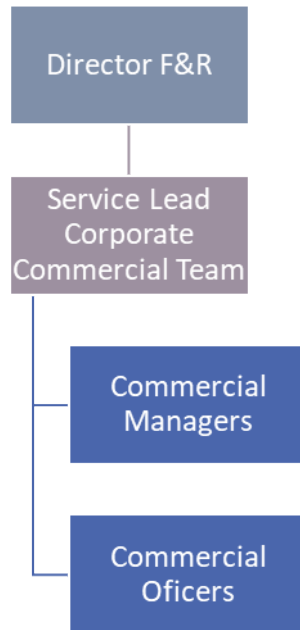 Director F&R
Service Lead
Corporate
Commercial Team
Commercial
Managers
Commercial
Oficers